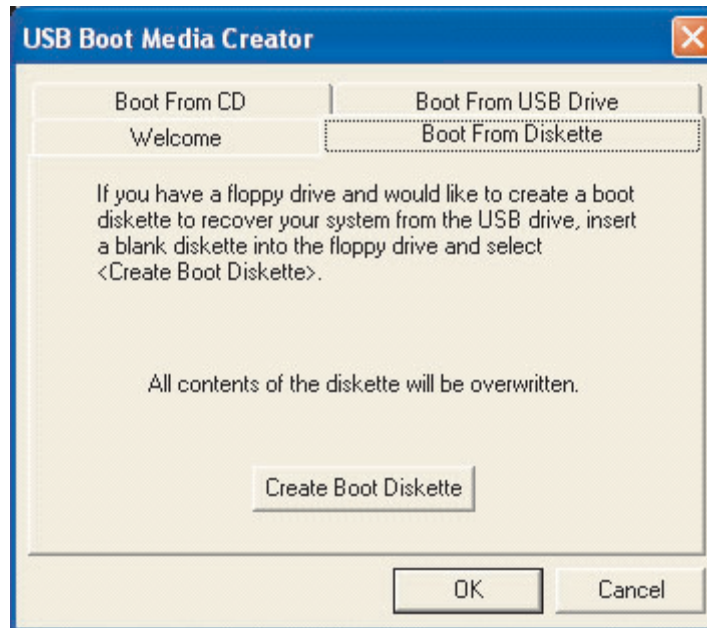 USB Boot Media Creator
Boot From CD
Boot From USB Drive
Welcome
Boot From Diskette
If you have a floppy drive and would like to create a boot
diskette to recover your system from the USB drive, insert
a blank diskette into the floppy drive and select
<Create Boot Diskette>.
All contents of the diskette will be overwritten.
Create Boot Diskette
OK
Cancel